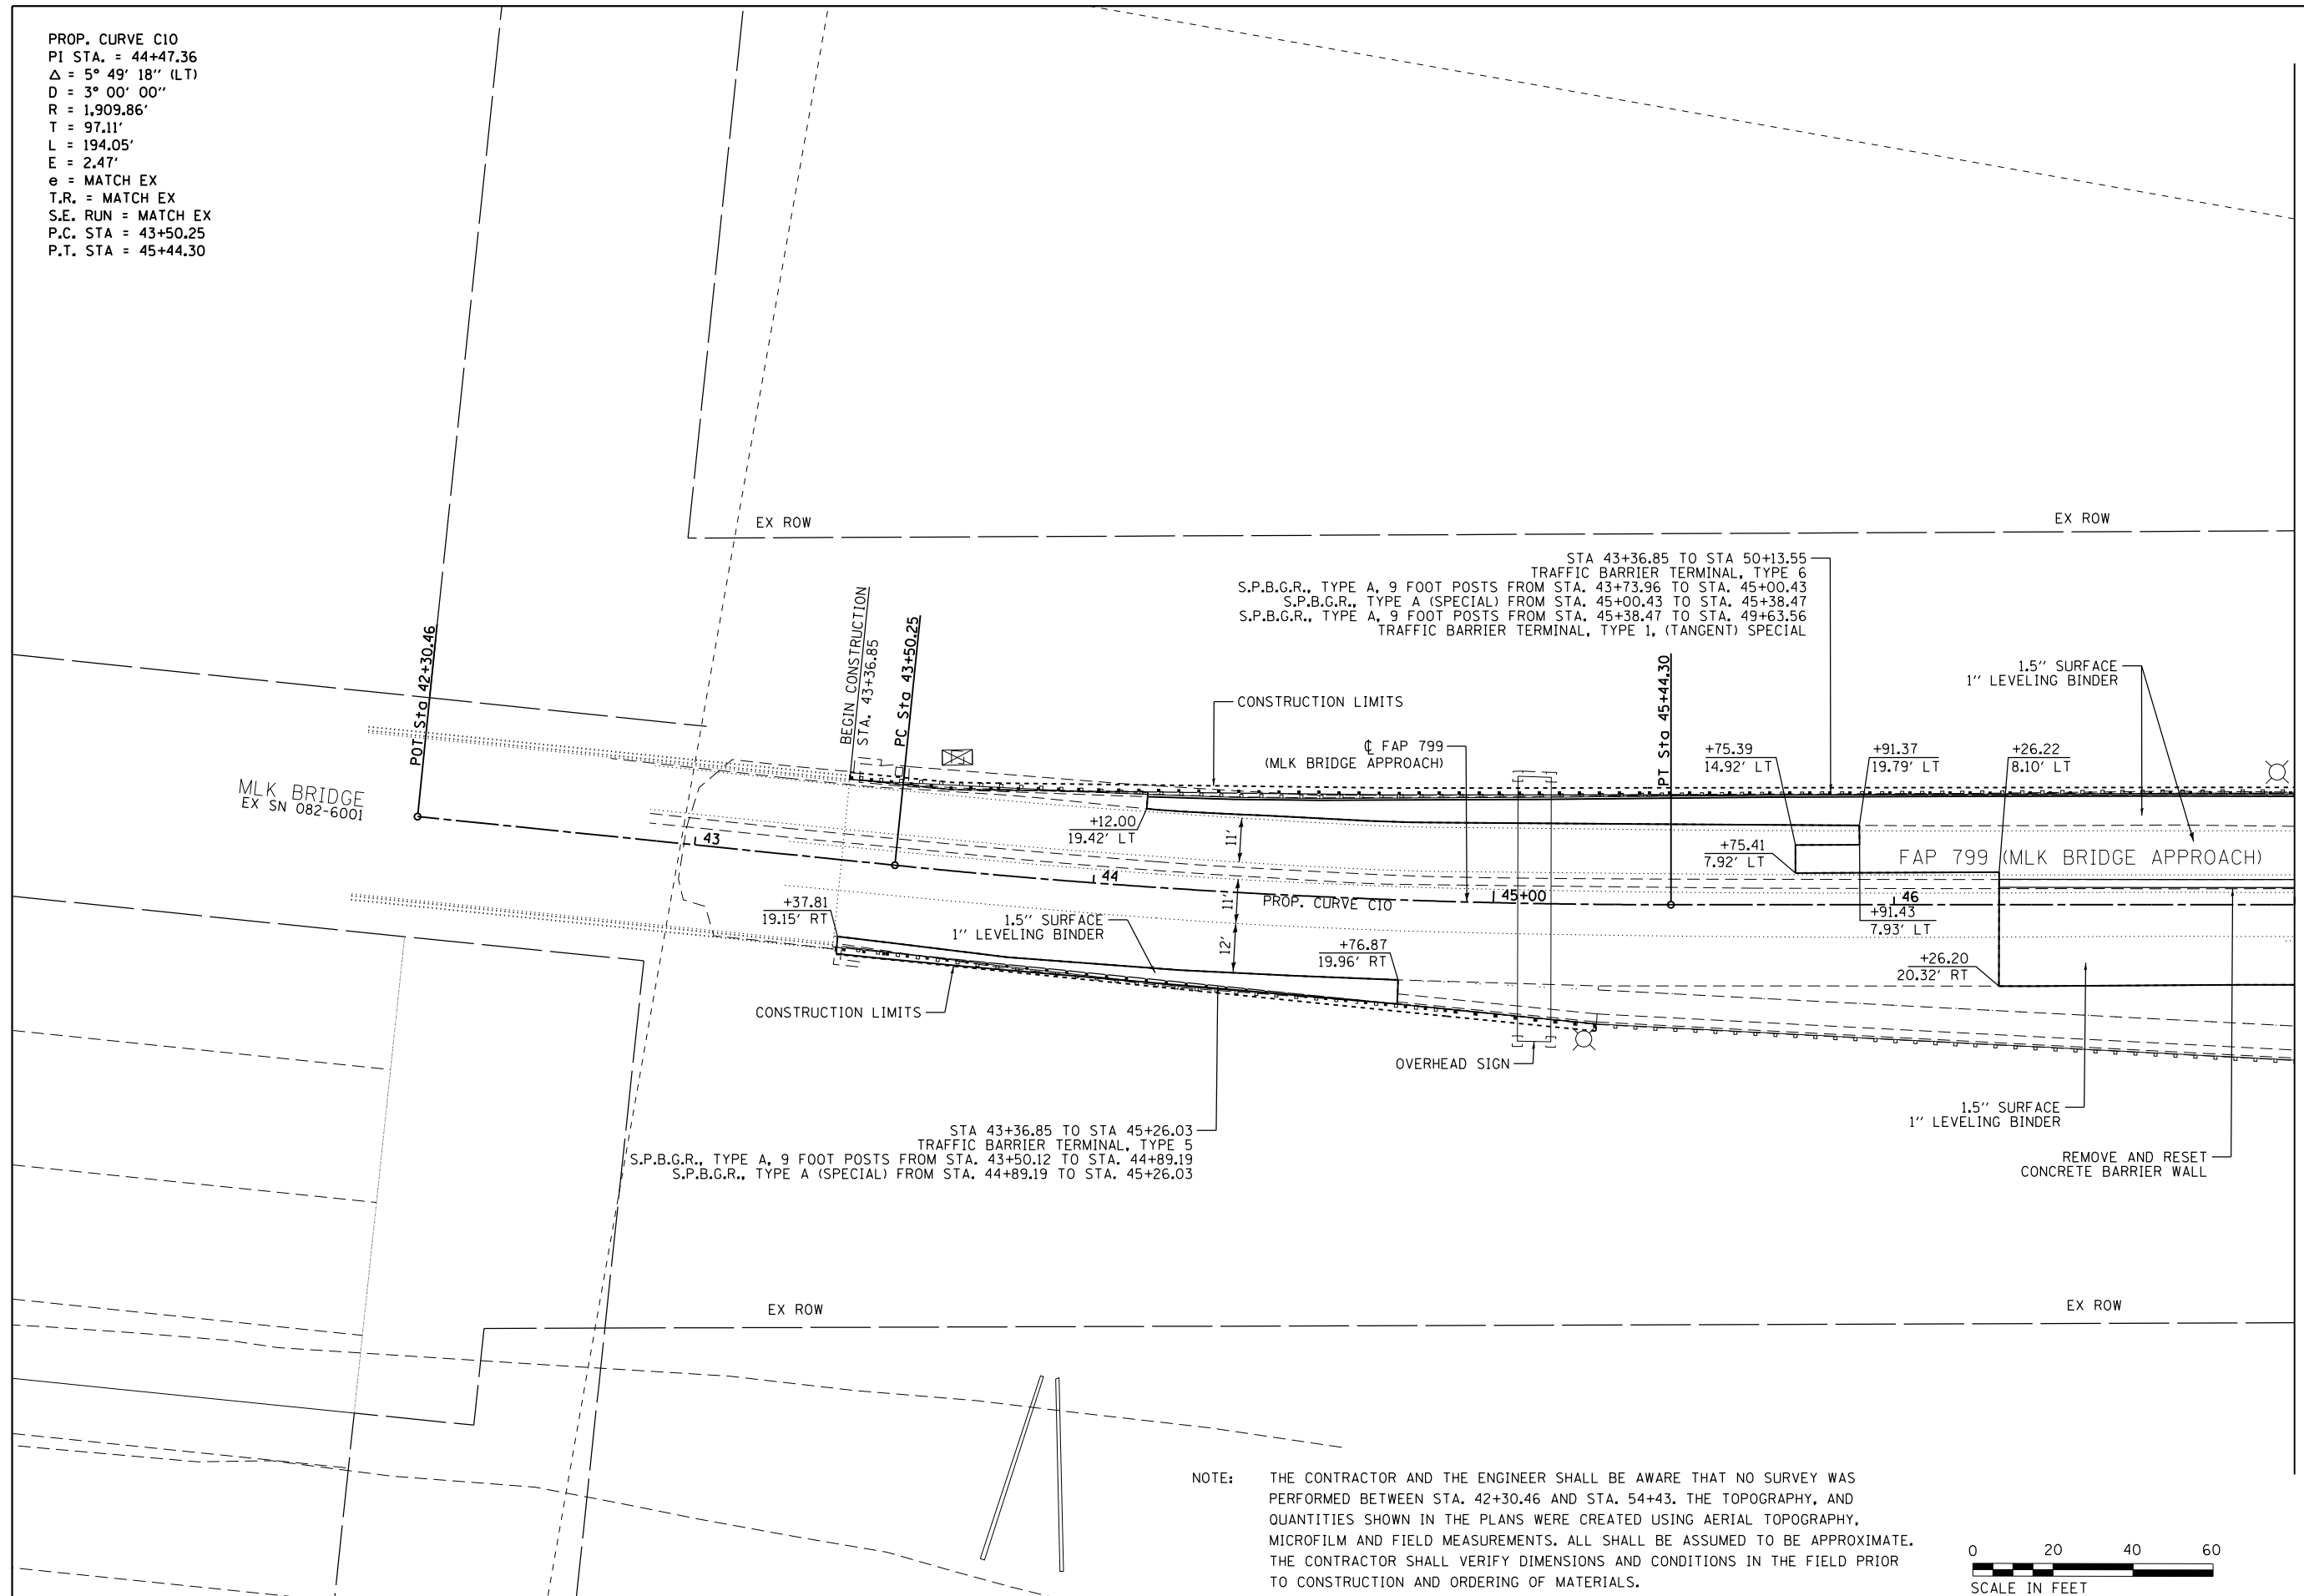 PROP. CURVE C10
PI STA. = 44+47.36
Δ = 5° 49' 18'' (LT)
D = 3° 00' 00''
R = 1,909.86'
T = 97.11'
L = 194.05'
E = 2.47'
e = MATCH EX
T.R. = MATCH EX
S.E. RUN = MATCH EX
P.C. STA = 43+50.25
P.T. STA = 45+44.30
EX ROW
EX ROW
STA 43+36.85 TO STA 50+13.55
TRAFFIC BARRIER TERMINAL, TYPE 6
S.P.B.G.R., TYPE A, 9 FOOT POSTS FROM STA. 43+73.96 TO STA. 45+00.43
S.P.B.G.R., TYPE A (SPECIAL) FROM STA. 45+00.43 TO STA. 45+38.47
S.P.B.G.R., TYPE A, 9 FOOT POSTS FROM STA. 45+38.47 TO STA. 49+63.56
TRAFFIC BARRIER TERMINAL, TYPE 1, (TANGENT) SPECIAL
POT Sta 42+30.46
BEGIN CONSTRUCTION
STA. 43+36.85
PC Sta 43+50.25
PT Sta 45+44.30
1.5'' SURFACE
1'' LEVELING BINDER
CONSTRUCTION LIMITS
℄ FAP 799
(MLK BRIDGE APPROACH)
+75.39
14.92' LT
+91.37
19.79' LT
+26.22
8.10' LT
MLK BRIDGE
EX SN 082-6001
+12.00
19.42' LT
11'
43
+75.41
7.92' LT
FAP 799 (MLK BRIDGE APPROACH)
44
11'
PROP. CURVE C10
45+00
46
+37.81
19.15' RT
1.5'' SURFACE
1'' LEVELING BINDER
12'
+91.43
7.93' LT
+76.87
19.96' RT
+26.20
20.32' RT
CONSTRUCTION LIMITS
OVERHEAD SIGN
1.5'' SURFACE
1'' LEVELING BINDER
STA 43+36.85 TO STA 45+26.03
TRAFFIC BARRIER TERMINAL, TYPE 5
S.P.B.G.R., TYPE A, 9 FOOT POSTS FROM STA. 43+50.12 TO STA. 44+89.19
S.P.B.G.R., TYPE A (SPECIAL) FROM STA. 44+89.19 TO STA. 45+26.03
REMOVE AND RESET
CONCRETE BARRIER WALL
EX ROW
EX ROW
NOTE: THE CONTRACTOR AND THE ENGINEER SHALL BE AWARE THAT NO SURVEY WAS
PERFORMED BETWEEN STA. 42+30.46 AND STA. 54+43. THE TOPOGRAPHY, AND
QUANTITIES SHOWN IN THE PLANS WERE CREATED USING AERIAL TOPOGRAPHY,
MICROFILM AND FIELD MEASUREMENTS. ALL SHALL BE ASSUMED TO BE APPROXIMATE.
THE CONTRACTOR SHALL VERIFY DIMENSIONS AND CONDITIONS IN THE FIELD PRIOR
TO CONSTRUCTION AND ORDERING OF MATERIALS.
0 20 40 60
SCALE IN FEET